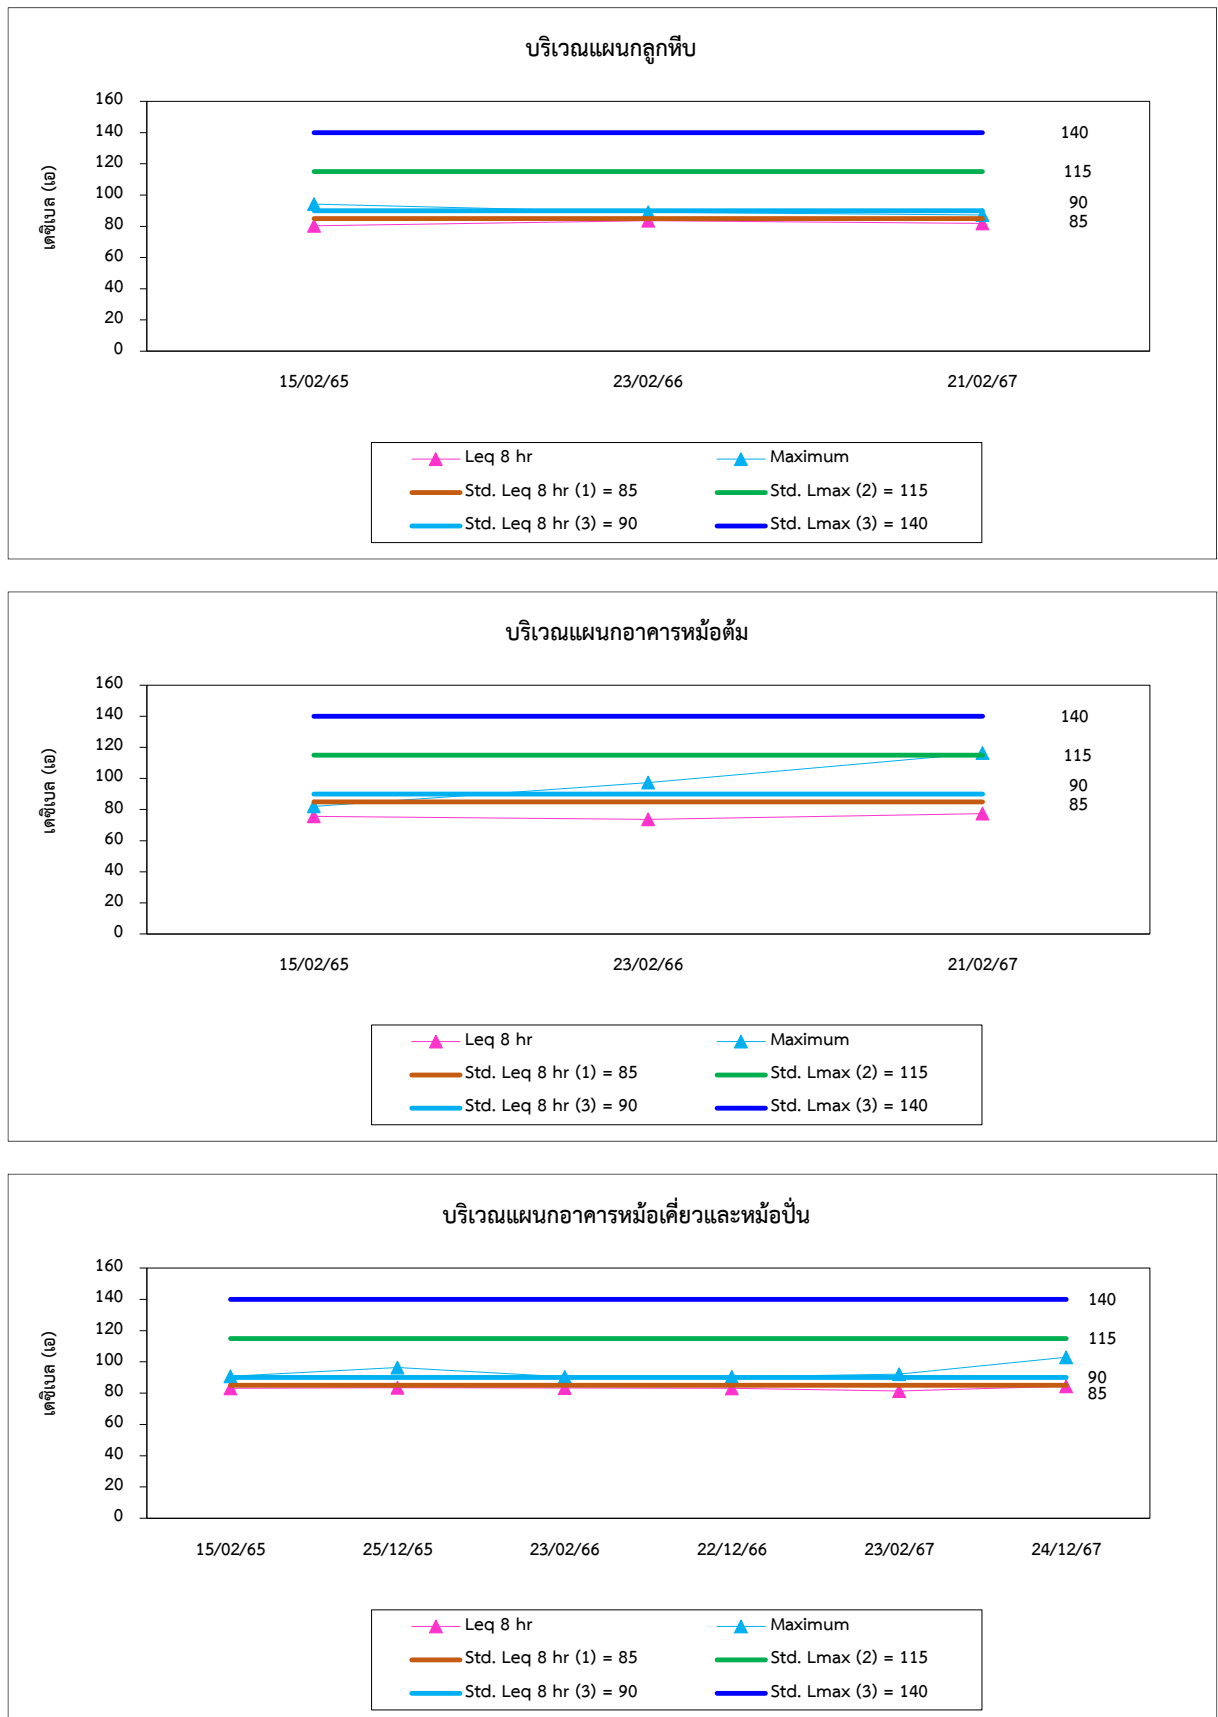 บริเวณแผนกลูกหีบ
เดซิเบล (เอ)
160
140
120
100
80
60
40
20
0
140
115
90
85
15/02/65 23/02/66 21/02/67
Leq 8 hr Maximum
Std. Leq 8 hr (1) = 85 Std. Lmax (2) = 115
Std. Leq 8 hr (3) = 90 Std. Lmax (3) = 140
บริเวณแผนกอาคารหม้อต้ม
เดซิเบล (เอ)
160
140
120
100
80
60
40
20
0
140
115
90
85
15/02/65 23/02/66 21/02/67
Leq 8 hr Maximum
Std. Leq 8 hr (1) = 85 Std. Lmax (2) = 115
Std. Leq 8 hr (3) = 90 Std. Lmax (3) = 140
บริเวณแผนกอาคารหม้อเคี่ยวและหม้อปั่น
เดซิเบล (เอ)
160
140
120
100
80
60
40
20
0
140
115
90
85
15/02/65 25/12/65 23/02/66 22/12/66 23/02/67 24/12/67
Leq 8 hr Maximum
Std. Leq 8 hr (1) = 85 Std. Lmax (2) = 115
Std. Leq 8 hr (3) = 90 Std. Lmax (3) = 140